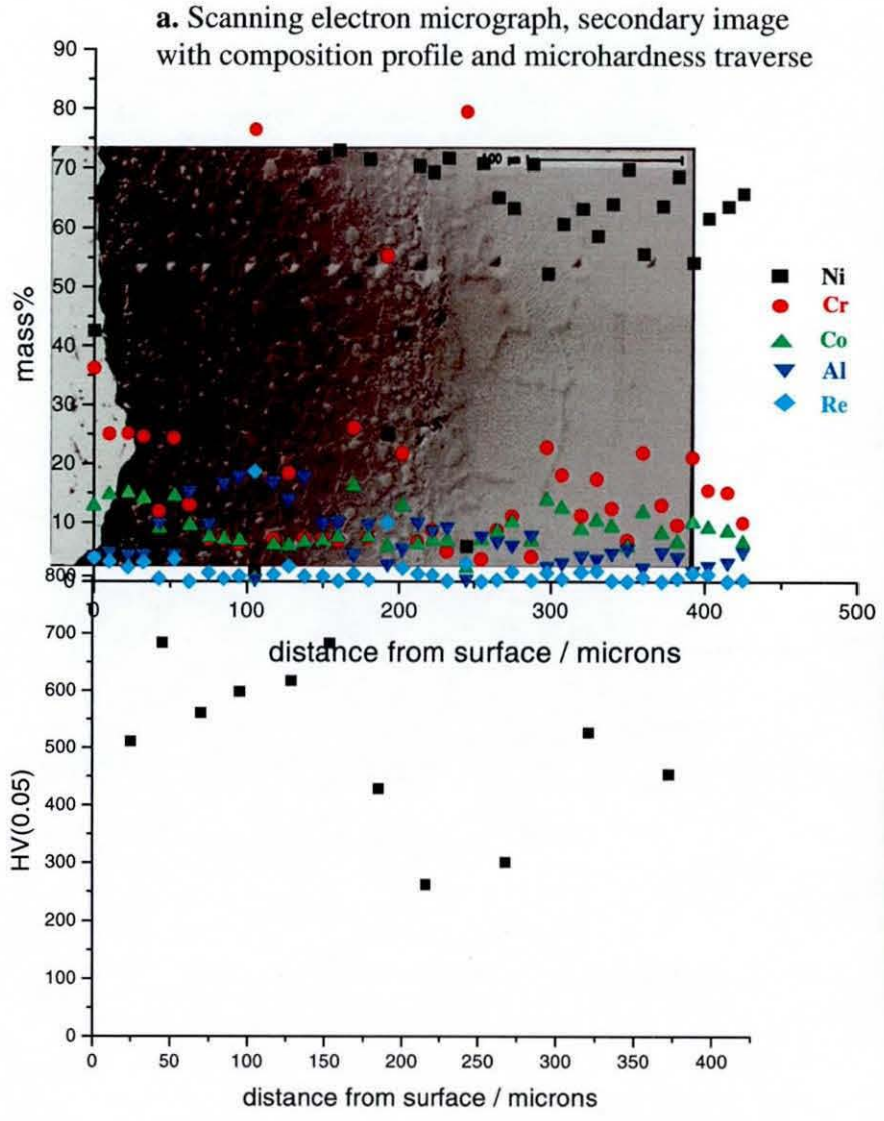 a. Scanning electron micrograph, secondary image
with composition profile and microhardness traverse
90
80
70
60
50
40
30
20
10
0
mass%
100 µm
Ni
Cr
Co
Al
Re
0 100 200 300 400 500
distance from surface / microns
800
700
600
500
400
300
200
100
0
HV(0.05)
0 50 100 150 200 250 300 350 400
distance from surface / microns